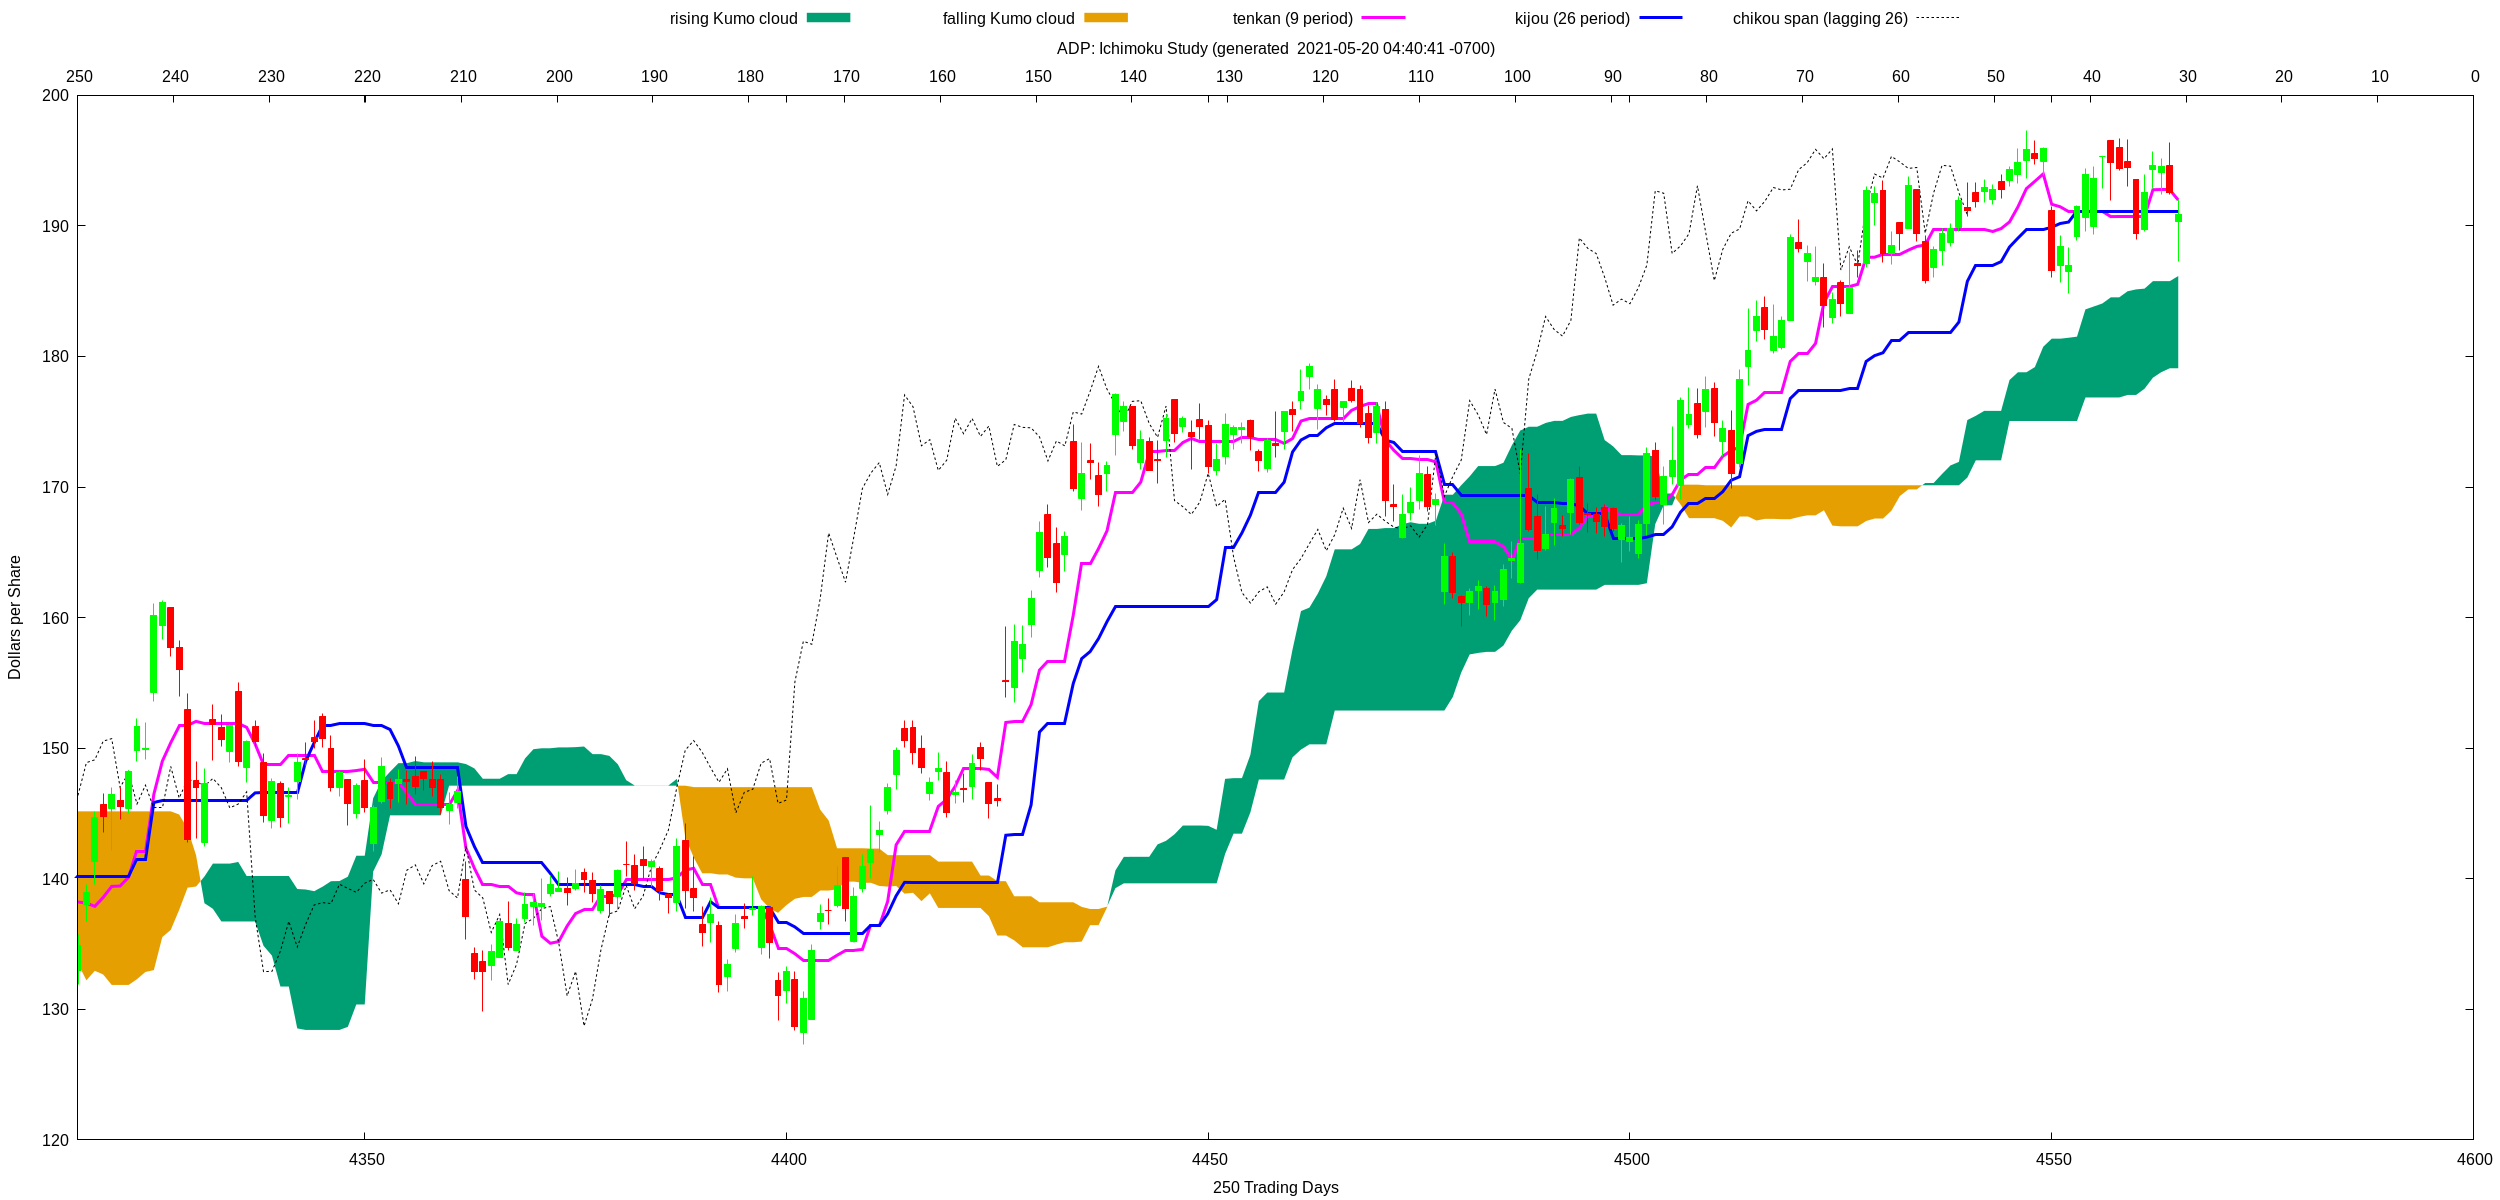 rising Kumo cloud falling Kumo cloud tenkan (9 period) kijou (26 period) chikou span (lagging 26)
ADP: Ichimoku Study (generated  2021-05-20 04:40:41 -0700)
250 240 230 220 210 200 190 180 170 160 150 140 130 120 110 100 90 80 70 60 50 40 30 20 10 0
200
190
180
170
160
150
140
130
120
Dollars per Share
4350 4400 4450 4500 4550 4600
250 Trading Days